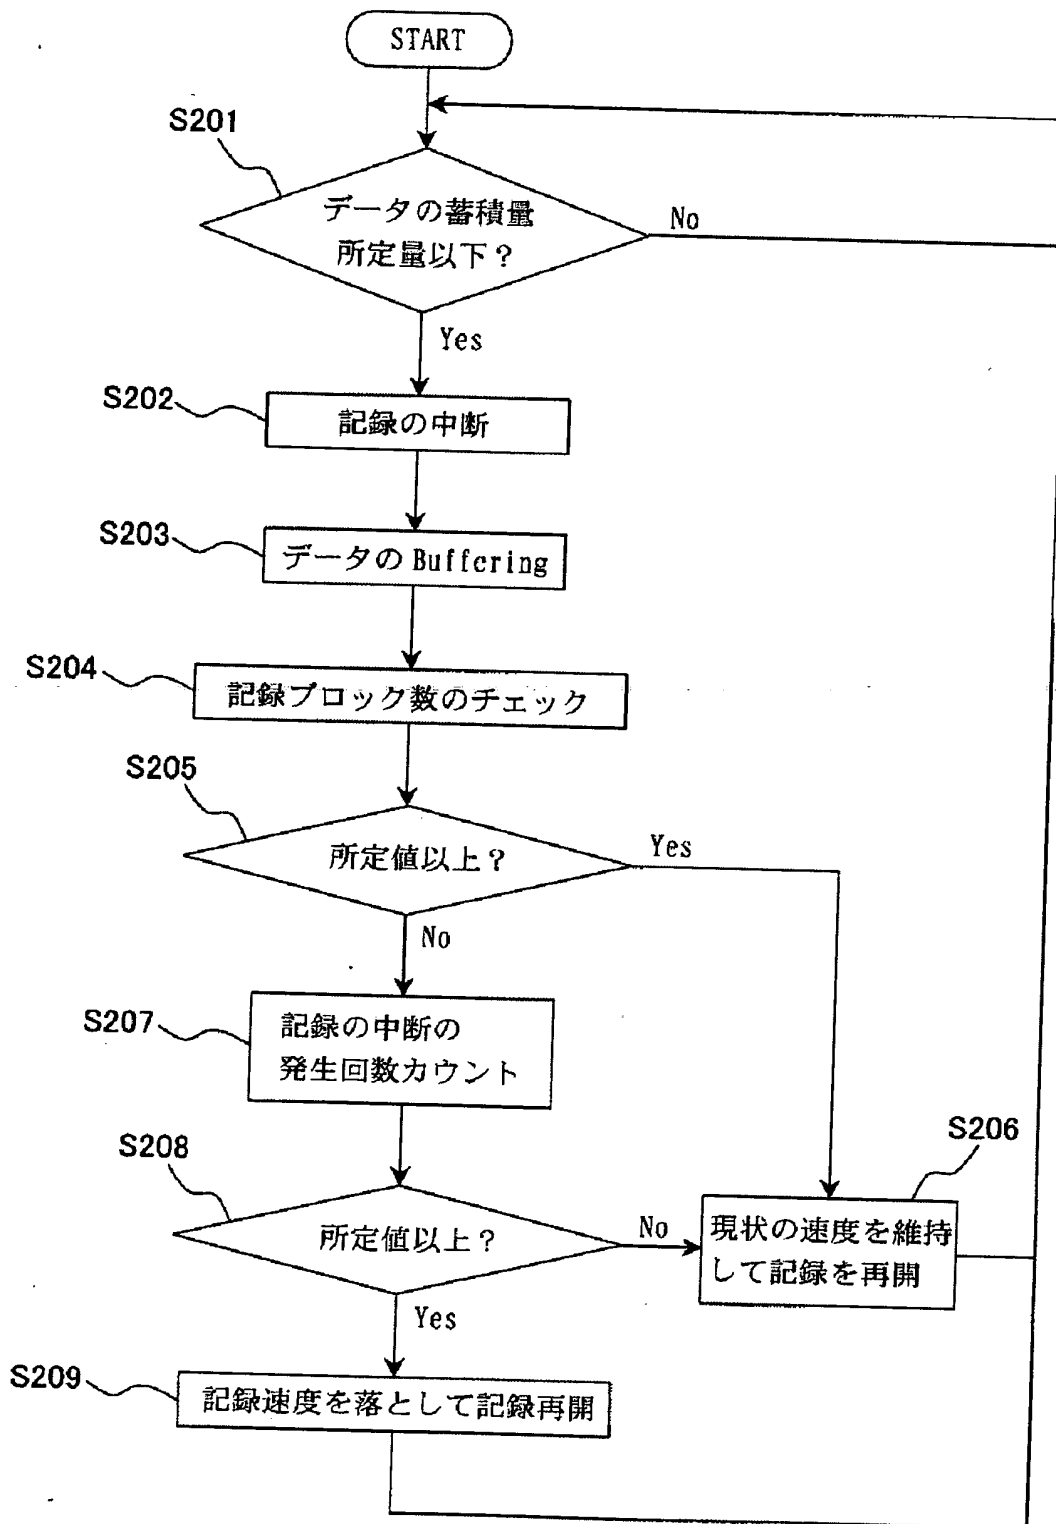 START
S201
データの蓄積量
所定量以下?
No
Yes
S202
記録の中断
S203
データのBuffering
S204
記録ブロック数のチェック
S205
所定値以上?
Yes
No
S207
記録の中断の
発生回数カウント
S208
所定値以上?
No
S206
現状の速度を維持
して記録を再開
Yes
S209
記録速度を落として記録再開